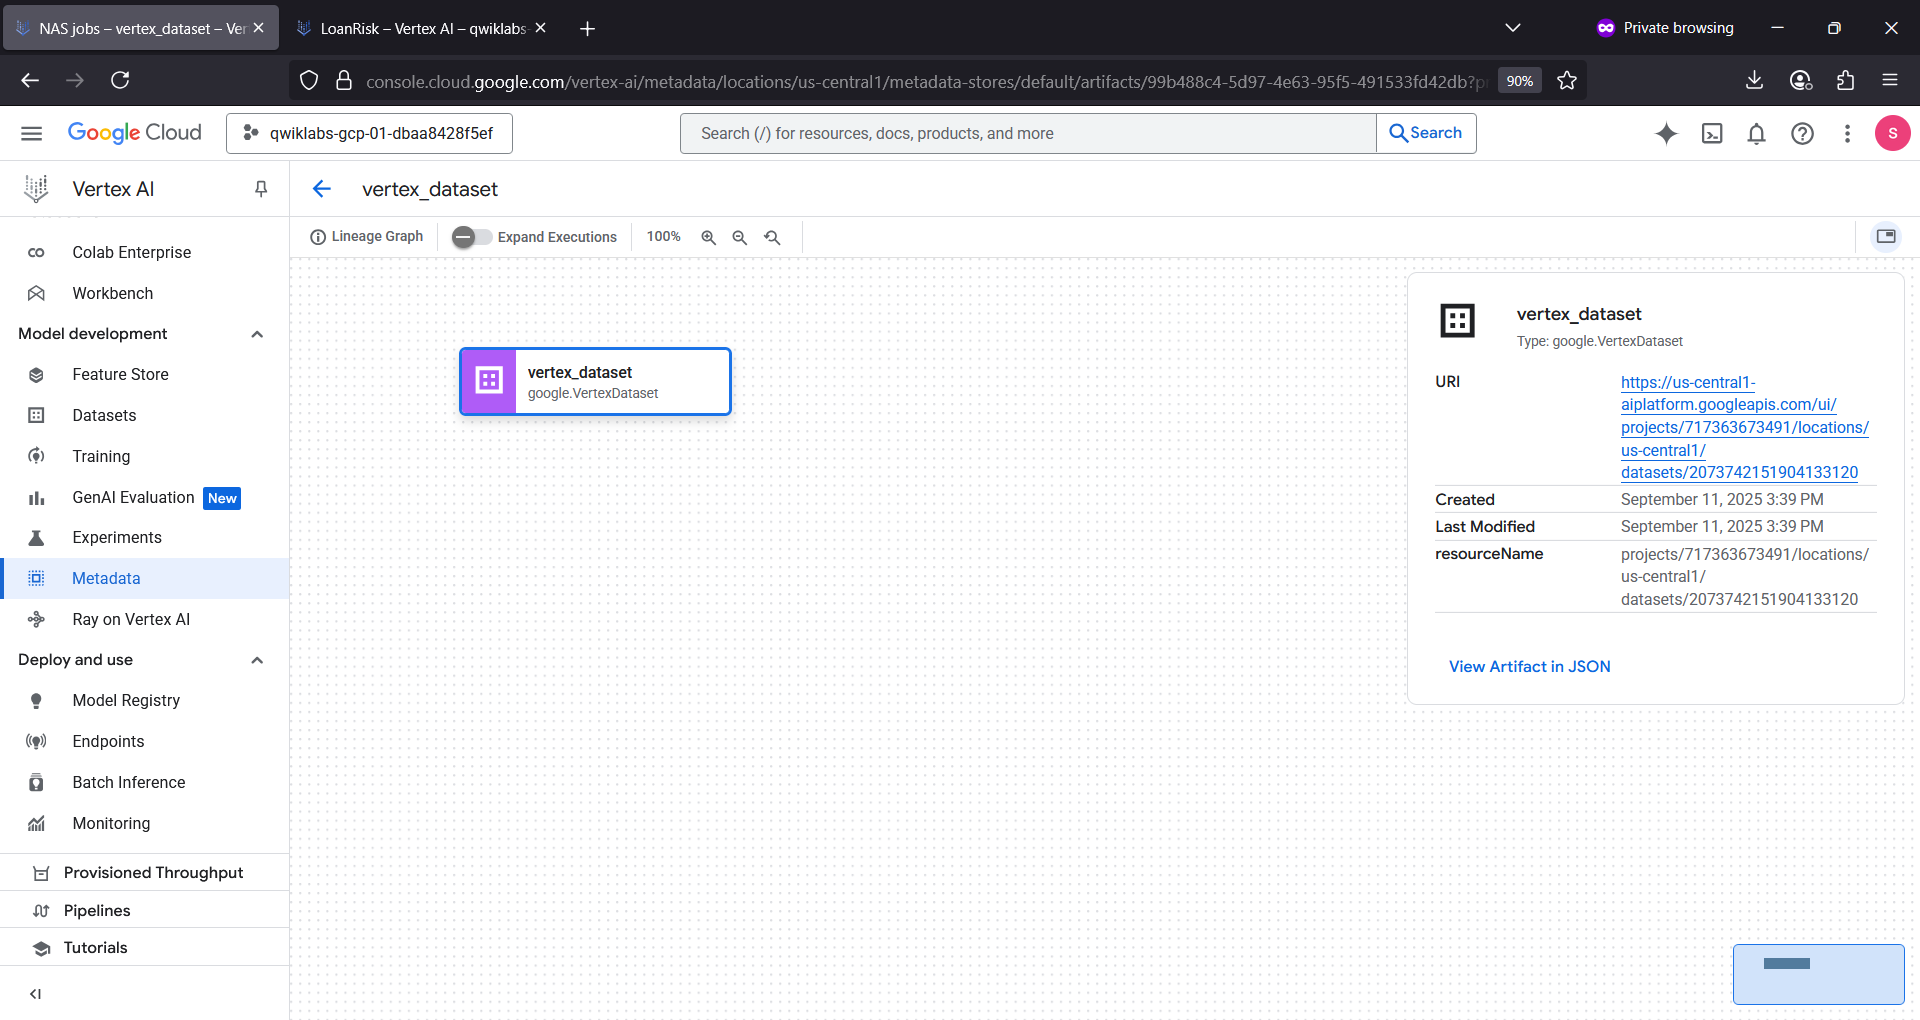 NAS jobs – vertex_dataset – Ver
LoanRisk – Vertex AI – qwiklabs-
Private browsing
console.cloud.google.com/vertex-ai/metadata/locations/us-central1/metadata-stores/default/artifacts/99b488c4-5d97-4e63-95f5-491533fd42db?p
90%
Google Cloud
qwiklabs-gcp-01-dbaa8428f5ef
Search (/) for resources, docs, products, and more
Search
S
Vertex AI
vertex_dataset
Lineage Graph
Expand Executions
100%
Colab Enterprise
Workbench
Model development
Feature Store
Datasets
Training
GenAI Evaluation New
Experiments
Metadata
Ray on Vertex AI
Deploy and use
Model Registry
Endpoints
Batch Inference
Monitoring
Provisioned Throughput
Pipelines
Tutorials
vertex_dataset
google.VertexDataset
vertex_dataset
Type: google.VertexDataset
URI
https://us-central1-
aiplatform.googleapis.com/ui/
projects/717363673491/locations/
us-central1/
datasets/2073742151904133120
Created September 11, 2025 3:39 PM
Last Modified September 11, 2025 3:39 PM
resourceName projects/717363673491/locations/
us-central1/
datasets/2073742151904133120
View Artifact in JSON